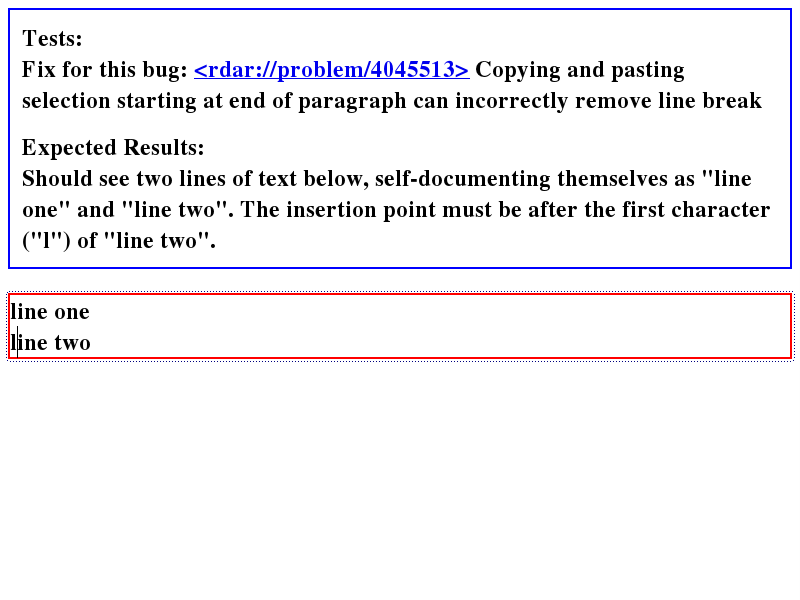 Tests:
Fix for this bug: <rdar://problem/4045513> Copying and pasting
selection starting at end of paragraph can incorrectly remove line break
Expected Results:
Should see two lines of text below, self-documenting themselves as "line
one" and "line two". The insertion point must be after the first character
("l") of "line two".
line one
line two